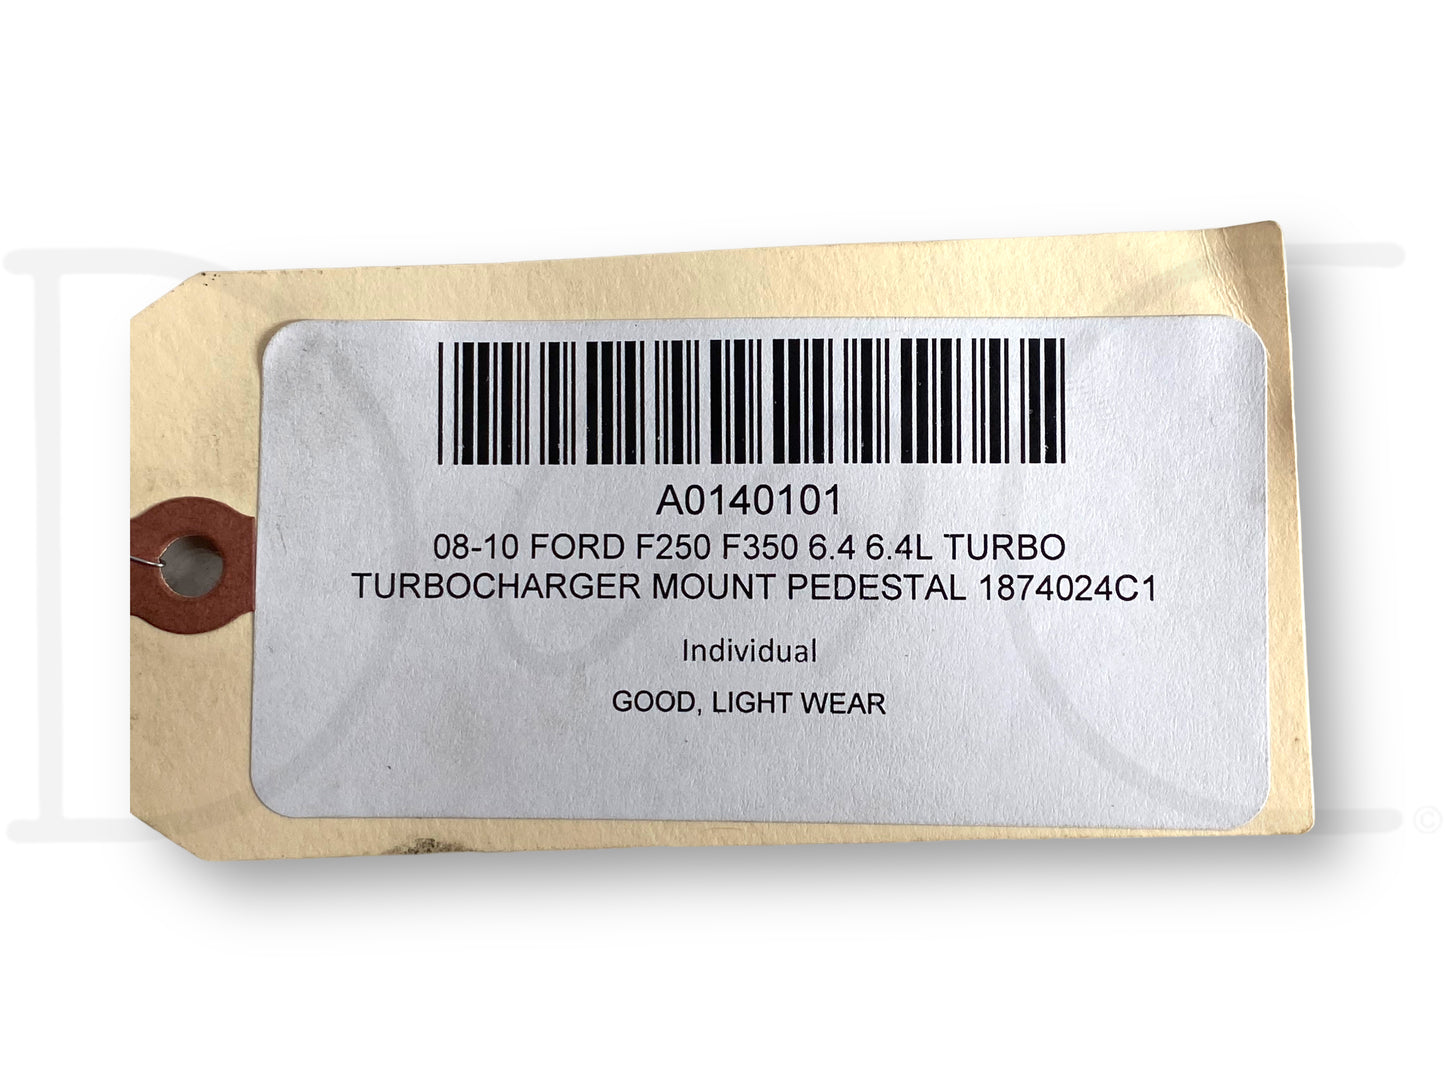 A0140101
08-10 FORD F250 F350 6.4 6.4L TURBO
TURBOCHARGER MOUNT PEDESTAL 1874024C1
Individual
GOOD, LIGHT WEAR
©